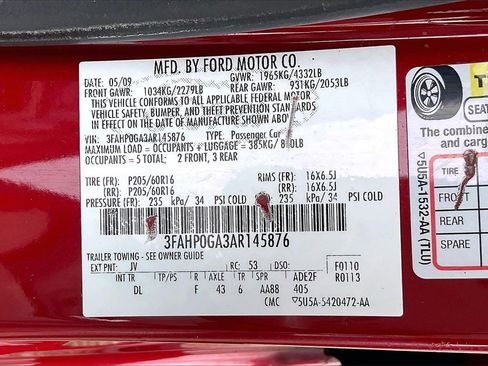 MFD. BY FORD MOTOR CO.
DATE: 05/09 GVWR: 1965KG/4332LB
FRONT GAWR: 1034KG/2279LB REAR GAWR: 931KG/2053LB
THIS VEHICLE CONFORMS TO ALL APPLICABLE FEDERAL MOTOR
VEHICLE SAFETY, BUMPER, AND THEFT PREVENTION STANDARDS
IN EFFECT ON THE DATE OF MANUFACTURE SHOWN ABOVE.
VIN: 3FAHP0GA3AR145876 TYPE: Passenger Car
MAXIMUM LOAD = OCCUPANTS + LUGGAGE = 385KG/
OCCUPANTS = 5 TOTAL: 2 FRONT, 3 REAR
TIRE (FR) P205/60R16 RIMS (FR) 16X6.5J
(RR) P205/60R16 (RR) 16X6.5J
PRESSURE (FR) 235 kPa/ 34 PSI COLD (RR) 235 kPa/ 34 PSI COLD
3FAHP0GA3AR145876
TRAILER TOWING - SEE OWNER GUIDE
EXT PNT: JV RC: 53 DSO: F0110
INT TR TP/PS R AXLE TR SPR ADE2F R0113
DL F 43 6 AA88 405
CMC ▽5U5A-5420472-AA
SEAT
The combined
and cargo
TIRE
FRONT
REAR
SPARE
▽5U5A-1532-AA (TLU)